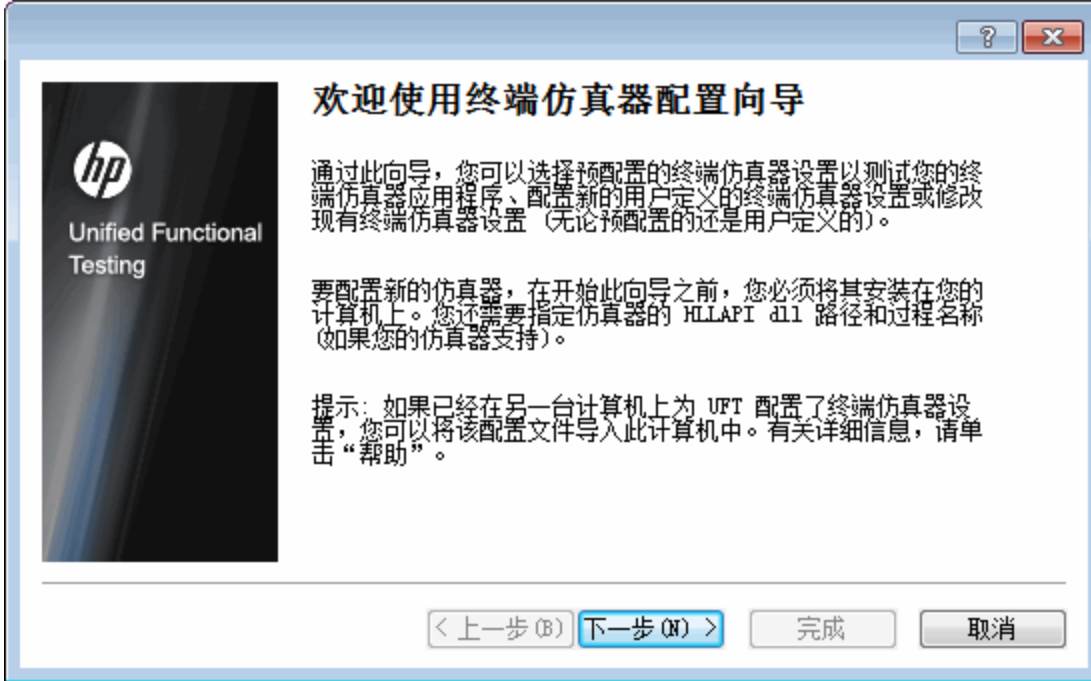 ?
欢迎使用终端仿真器配置向导
hp
Unified Functional
Testing
通过此向导，您可以选择预配置的终端仿真器设置以测试您的终
端仿真器应用程序、配置新的用户定义的终端仿真器设置或修改
现有终端仿真器设置 (无论预配置的还是用户定义的)。
要配置新的仿真器，在开始此向导之前，您必须将其安装在您的
计算机上。您还需要指定仿真器的 HLLAPI dll 路径和过程名称
(如果您的仿真器支持)。
提示: 如果已经在另一台计算机上为 UFT 配置了终端仿真器设
置，您可以将该配置文件导入此计算机中。有关详细信息，请单
击“帮助”。
< 上一步(B)
下一步(N) >
完成
取消